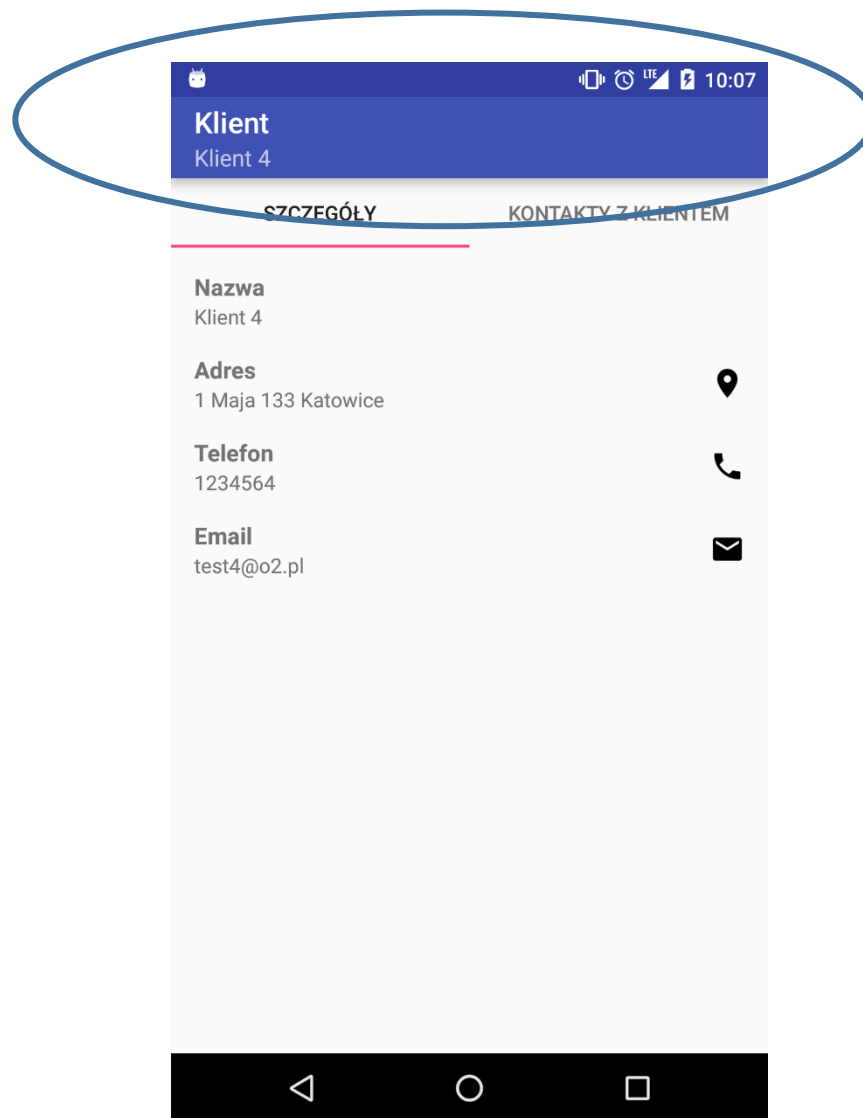 LTE 10:07
Klient
Klient 4
SZCZEGÓŁY KONTAKTY Z KLIENTEM
Nazwa
Klient 4
Adres
1 Maja 133 Katowice
Telefon
1234564
Email
test4@o2.pl